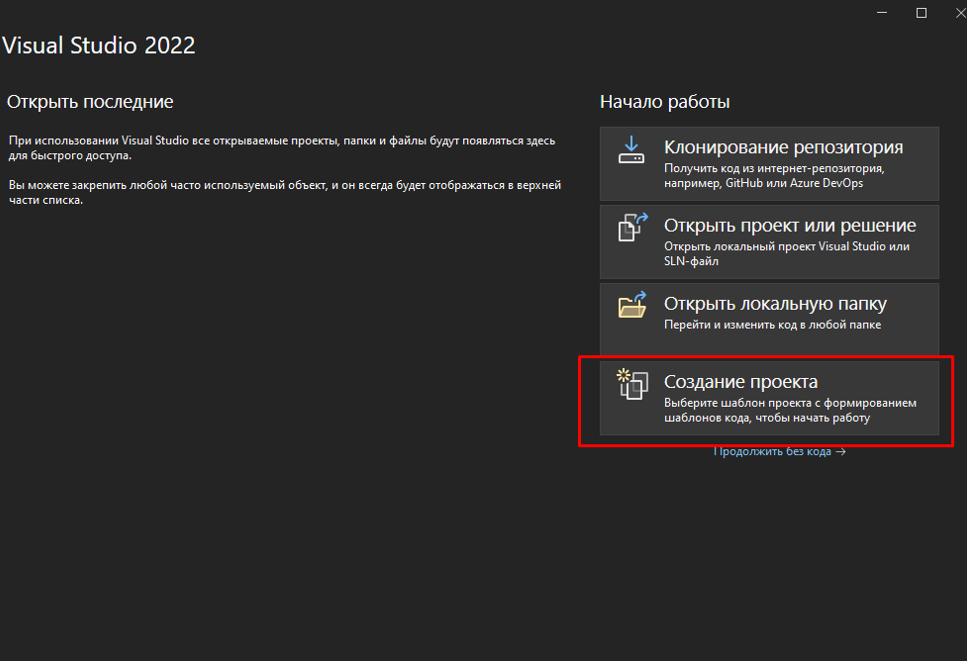 Visual Studio 2022
Открыть последние
При использовании Visual Studio все открываемые проекты, папки и файлы будут появляться здесь
для быстрого доступа.
Вы можете закрепить любой часто используемый объект, и он всегда будет отображаться в верхней
части списка.
Начало работы
Клонирование репозитория
Получить код из интернет-репозитория,
например, GitHub или Azure DevOps
Открыть проект или решение
Открыть локальный проект Visual Studio или
SLN-файл
Открыть локальную папку
Перейти и изменить код в любой папке
Создание проекта
Выберите шаблон проекта с формированием
шаблонов кода, чтобы начать работу
Продолжить без кода →